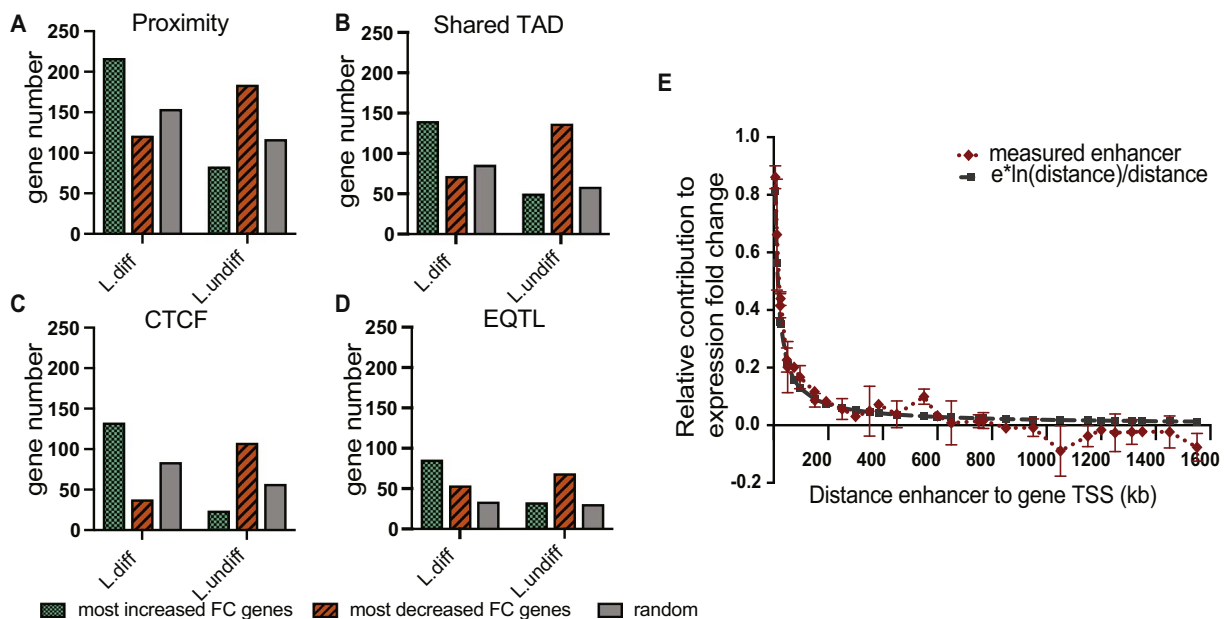 A
Proximity
gene number
250
200
150
100
50
0
L.diff
L.undiff
B
Shared TAD
gene number
250
200
150
100
50
0
L.diff
L.undiff
C
CTCF
gene number
250
200
150
100
50
0
L.diff
L.undiff
D
EQTL
gene number
250
200
150
100
50
0
L.diff
L.undiff
most increased FC genes
most decreased FC genes
random
E
Relative contribution to
expression fold change
1.0
0.8
0.6
0.4
0.2
0.0
-0.2
200 400 600 800 1000 1200 1400 1600
Distance enhancer to gene TSS (kb)
measured enhancer
e*ln(distance)/distance